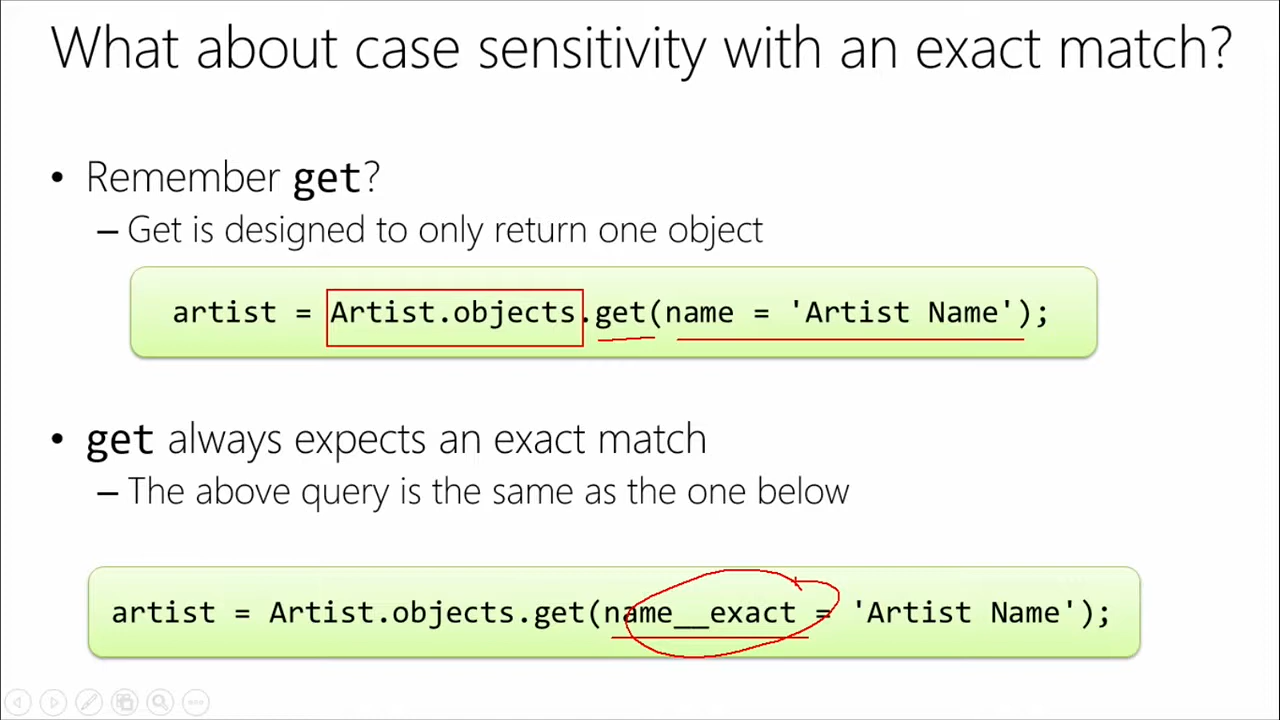 What about case sensitivity with an exact match?
• Remember get?
– Get is designed to only return one object
artist = Artist.objects.get(name = 'Artist Name');
• get always expects an exact match
– The above query is the same as the one below
artist = Artist.objects.get(name__exact = 'Artist Name');